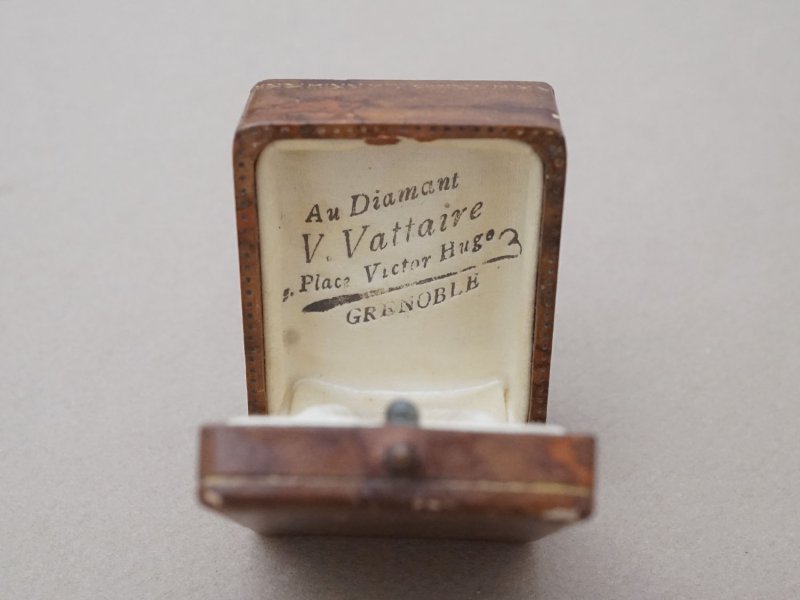 Au Diamant
V. Vattaire
Place Victor Hugo
GRENOBLE